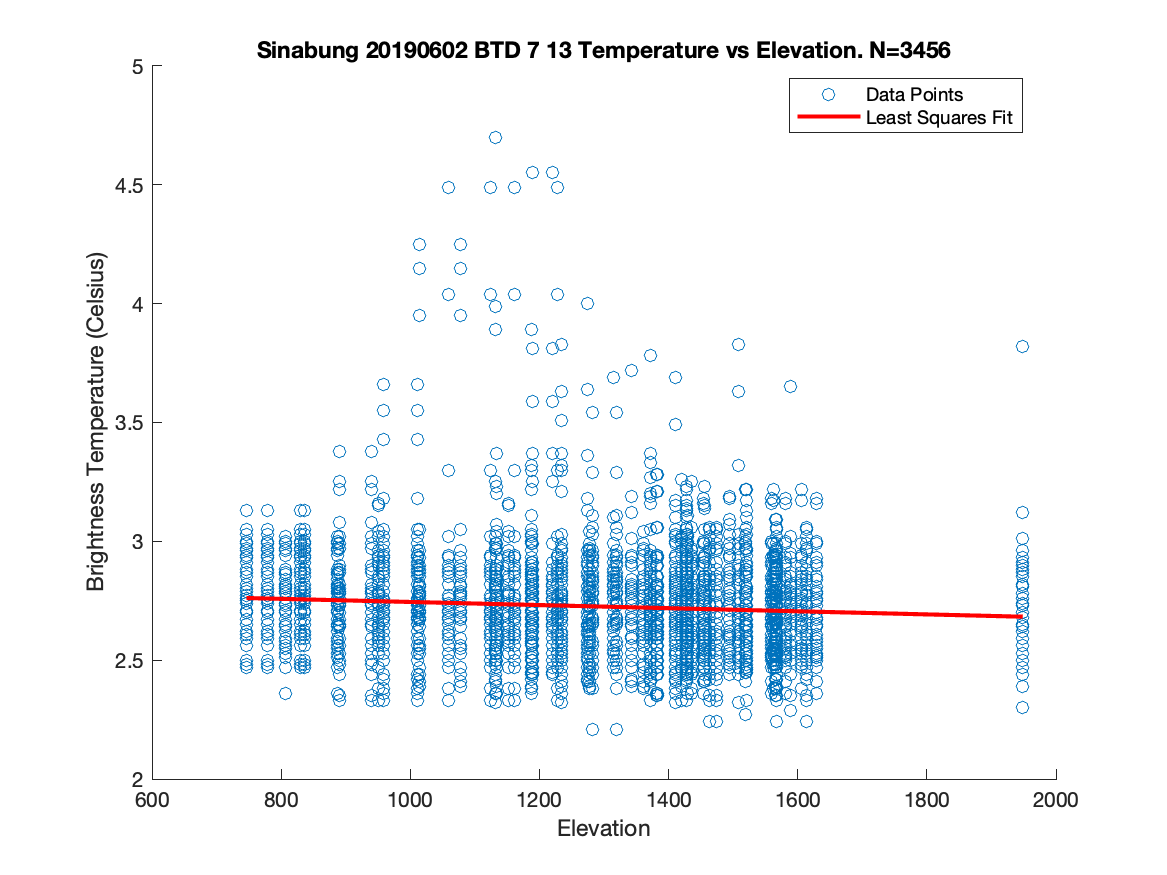 Sinabung 20190602 BTD 7 13 Temperature vs Elevation. N=3456
Data Points
Least Squares Fit
5
4.5
4
3.5
3
2.5
2
Brightness Temperature (Celsius)
600 800 1000 1200 1400 1600 1800 2000
Elevation